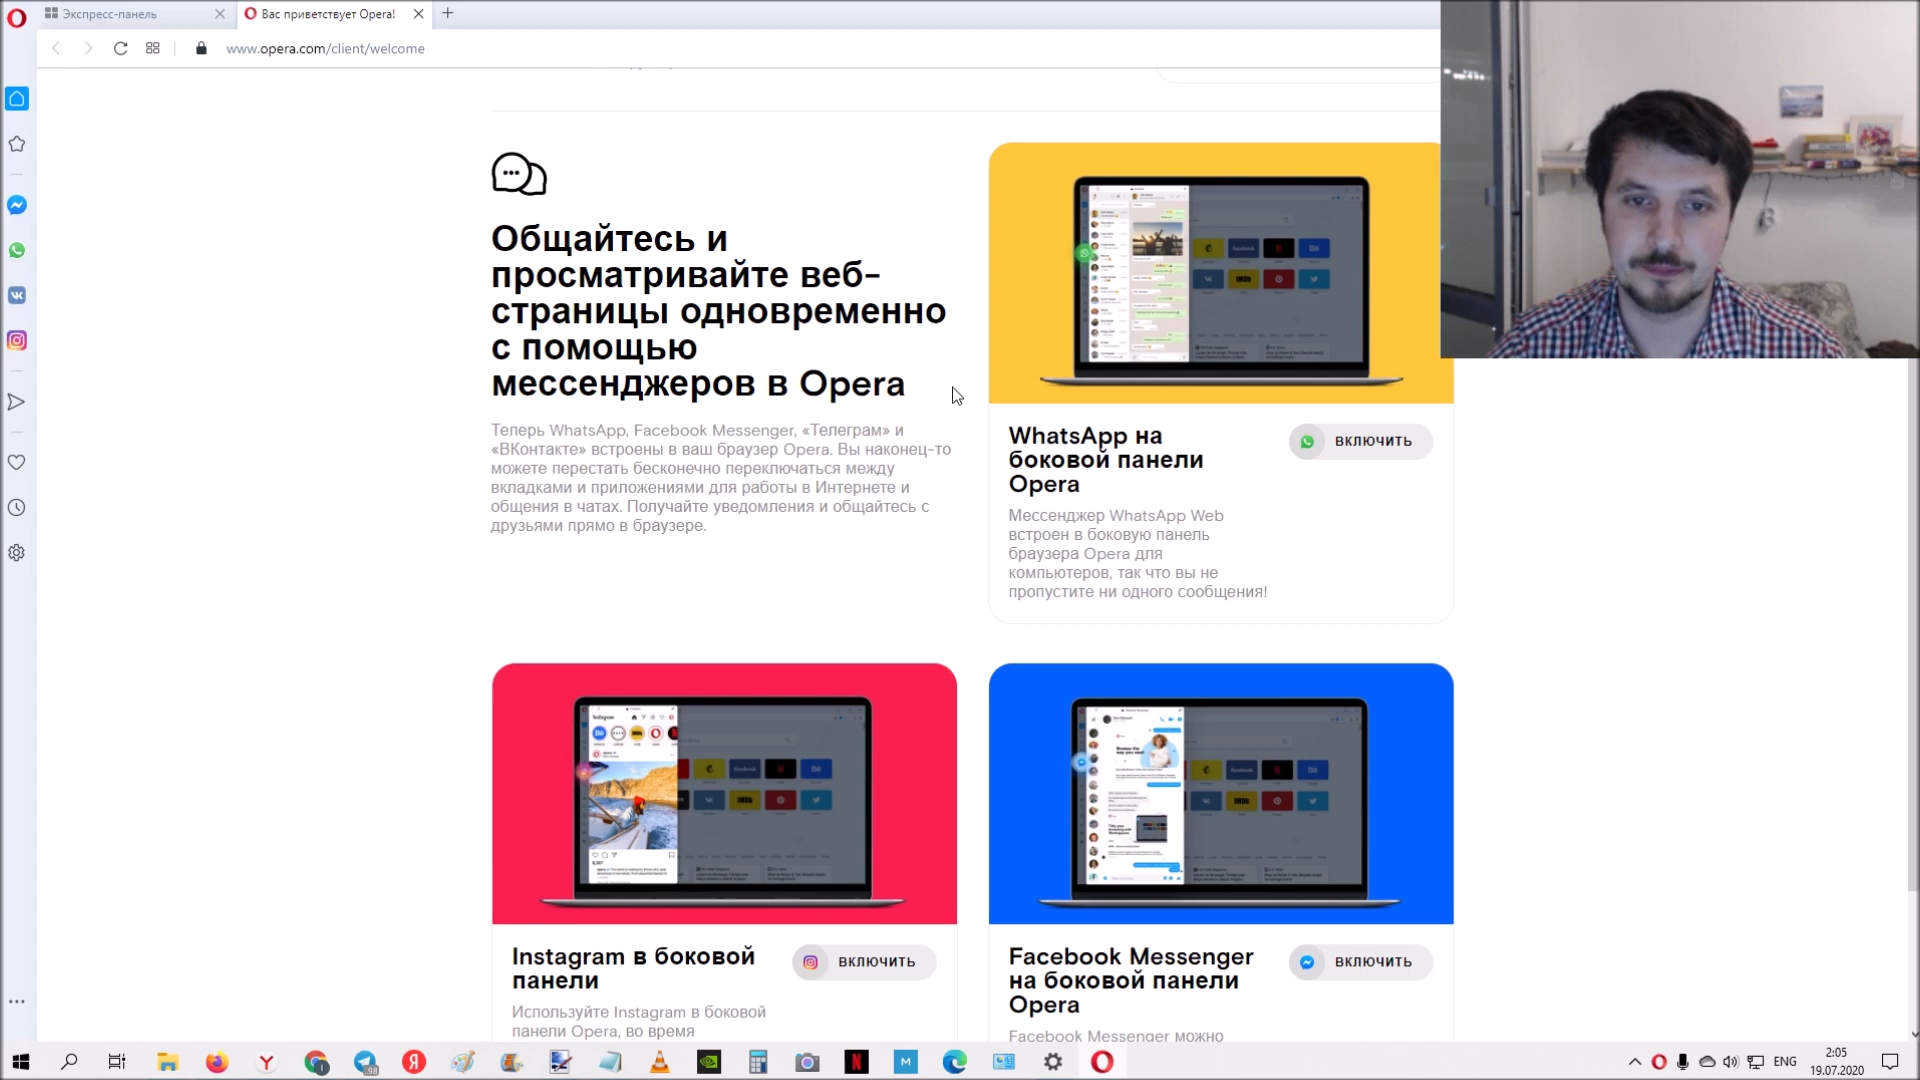 Экспресс-панель
Вас приветствует Opera!
www.opera.com/client/welcome
Общайтесь и
просматривайте веб-
страницы одновременно
с помощью
мессенджеров в Opera
Теперь WhatsApp, Facebook Messenger, «Телеграм» и
«ВКонтакте» встроены в ваш браузер Opera. Вы наконец-то
можете перестать бесконечно переключаться между
вкладками и приложениями для работы в Интернете и
общения в чатах. Получайте уведомления и общайтесь с
друзьями прямо в браузере.
WhatsApp на
боковой панели
Opera
ВКЛЮЧИТЬ
Мессенджер WhatsApp Web
встроен в боковую панель
браузера Opera для
компьютеров, так что вы не
пропустите ни одного сообщения!
Instagram в боковой
панели
ВКЛЮЧИТЬ
Используйте Instagram в боковой
панели Opera, во время
Facebook Messenger
на боковой панели
Opera
ВКЛЮЧИТЬ
Facebook Messenger можно
98
ENG
2:05
19.07.2020